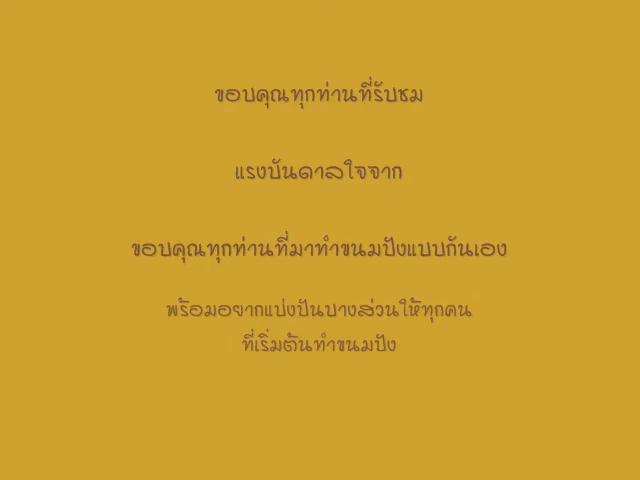 ขอบคุณทุกท่านที่รับชม
แรงบันดาลใจจาก
ขอบคุณทุกท่านที่มาทำขนมปังแบบกันเอง
พร้อมอยากแบ่งปันบางส่วนให้ทุกคน
ที่เริ่มต้นทำขนมปัง